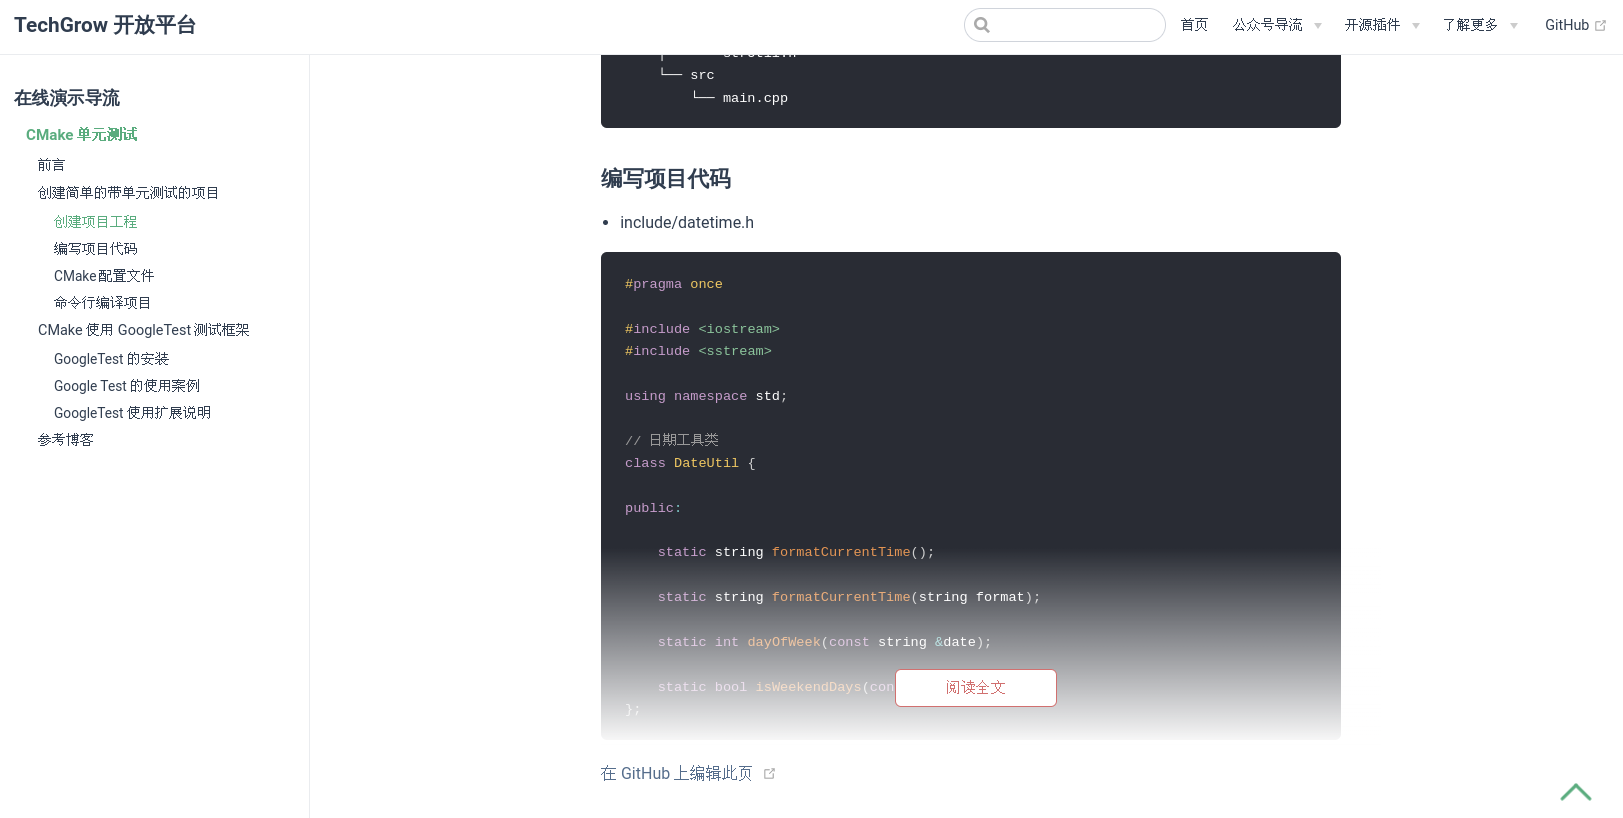 TechGrow 开放平台
首页
公众号导流
开源插件
了解更多
GitHub
在线演示导流
CMake 单元测试
前言
创建简单的带单元测试的项目
创建项目工程
编写项目代码
CMake配置文件
命令行编译项目
CMake 使用 GoogleTest 测试框架
GoogleTest 的安装
Google Test 的使用案例
GoogleTest 使用扩展说明
参考博客
└── src
└── main.cpp
编写项目代码
include/datetime.h
#pragma once
#include <iostream>
#include <sstream>
using namespace std;
// 日期工具类
class DateUtil {
public:
static string formatCurrentTime();
static string formatCurrentTime(string format);
static int dayOfWeek(const string &date);
static bool isWeekendDays(con
阅读全文
};
在 GitHub 上编辑此页